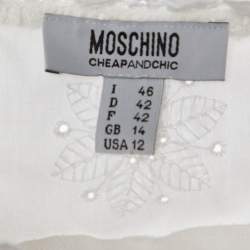 MOSCHINO
CHEAPANDCHIC
I 46
D 42
F 42
GB 14
USA 12